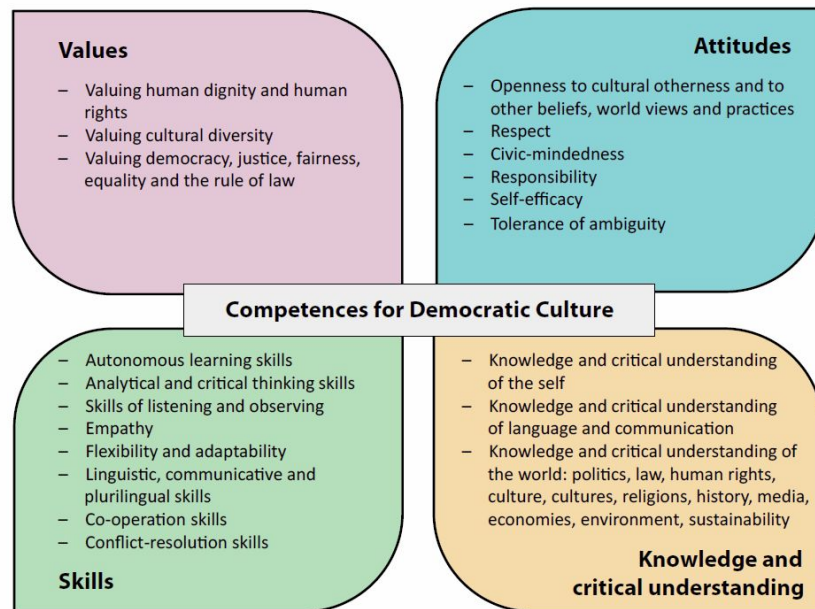 Values
– Valuing human dignity and human
rights
– Valuing cultural diversity
– Valuing democracy, justice, fairness,
equality and the rule of law
Attitudes
– Openness to cultural otherness and to
other beliefs, world views and practices
– Respect
– Civic-mindedness
– Responsibility
– Self-efficacy
– Tolerance of ambiguity
Competences for Democratic Culture
– Autonomous learning skills
– Analytical and critical thinking skills
– Skills of listening and observing
– Empathy
– Flexibility and adaptability
– Linguistic, communicative and
plurilingual skills
– Co-operation skills
– Conflict-resolution skills
Skills
– Knowledge and critical understanding
of the self
– Knowledge and critical understanding
of language and communication
– Knowledge and critical understanding of
the world: politics, law, human rights,
culture, cultures, religions, history, media,
economies, environment, sustainability
Knowledge and
critical understanding